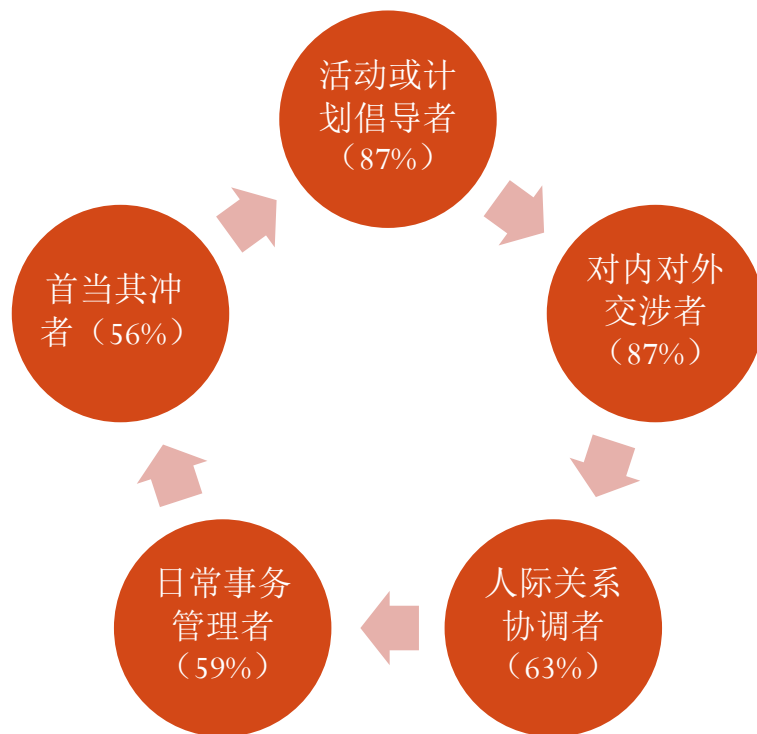 活动或计
划倡导者
（87%）
对内对外
交涉者
（87%）
人际关系
协调者
（63%）
日常事务
管理者
（59%）
首当其冲
者（56%）